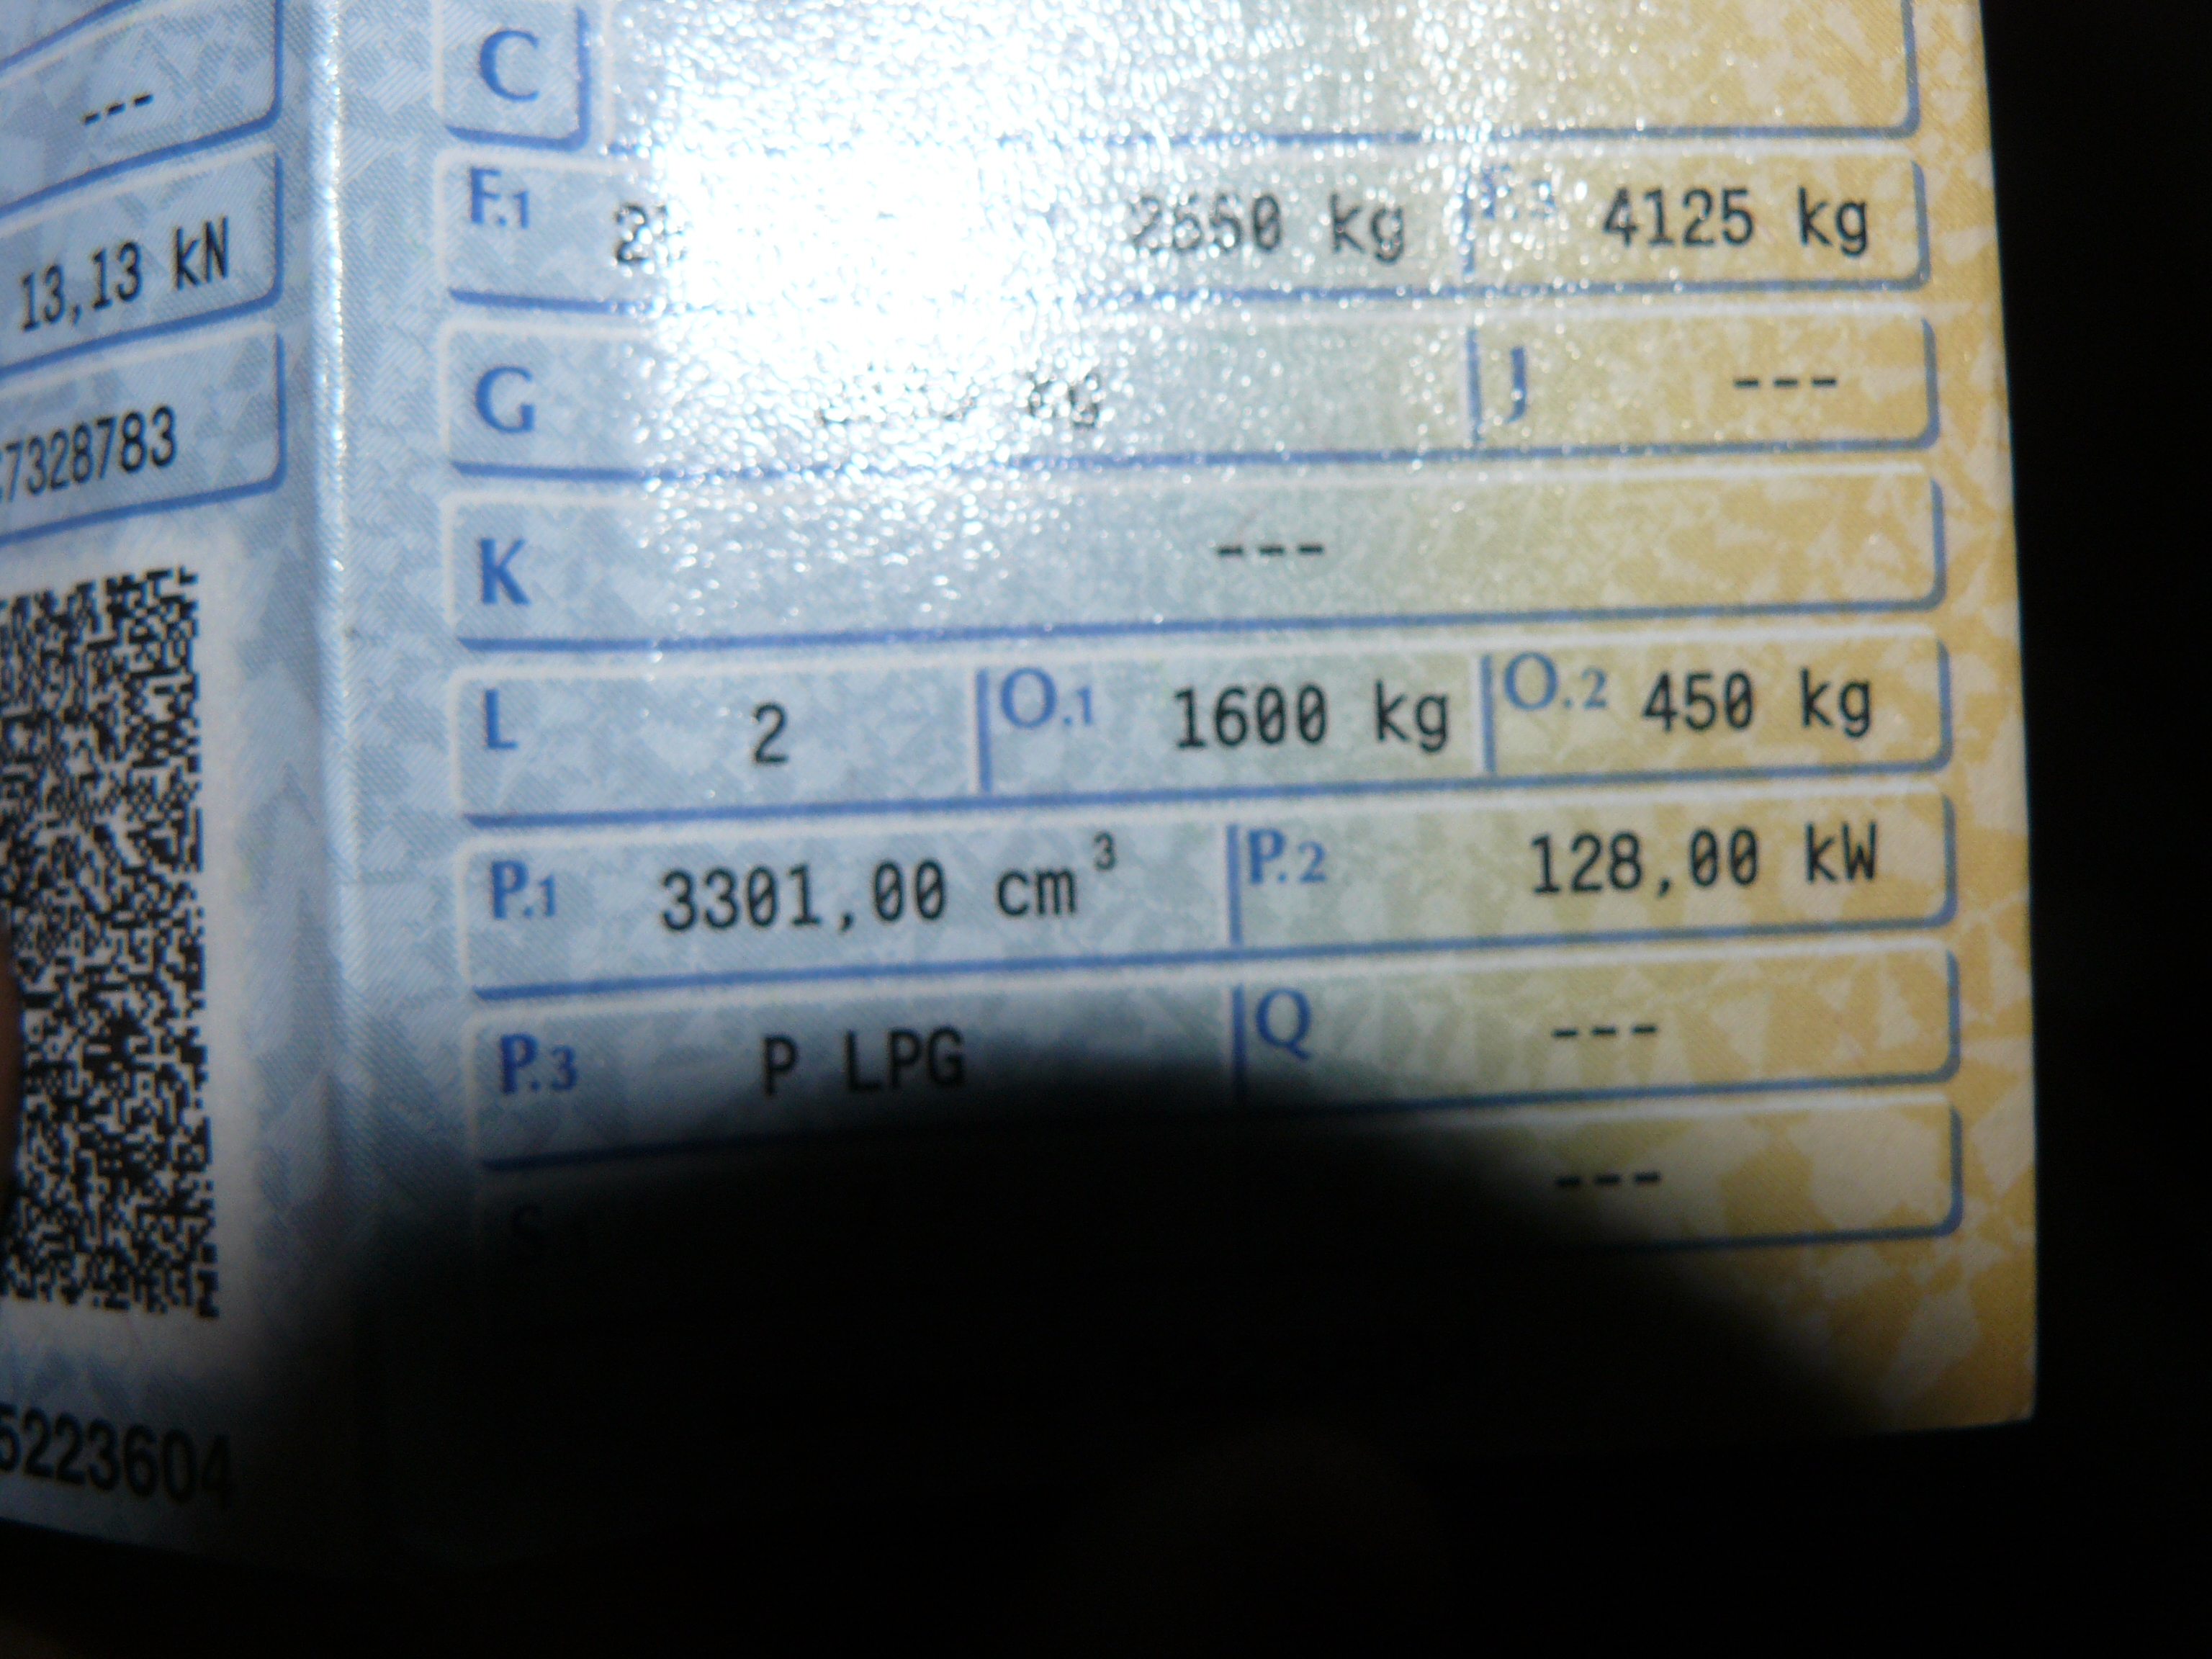 ---
13,13 kN
7328783
5223604
C
F.1 kg 4125 kg
G kg J ---
K ---
L 2 O.1 1600 kg O.2 450 kg
P.1 3301,00 cm³ P.2 128,00 kW
P.3 P LPG Q ---
---